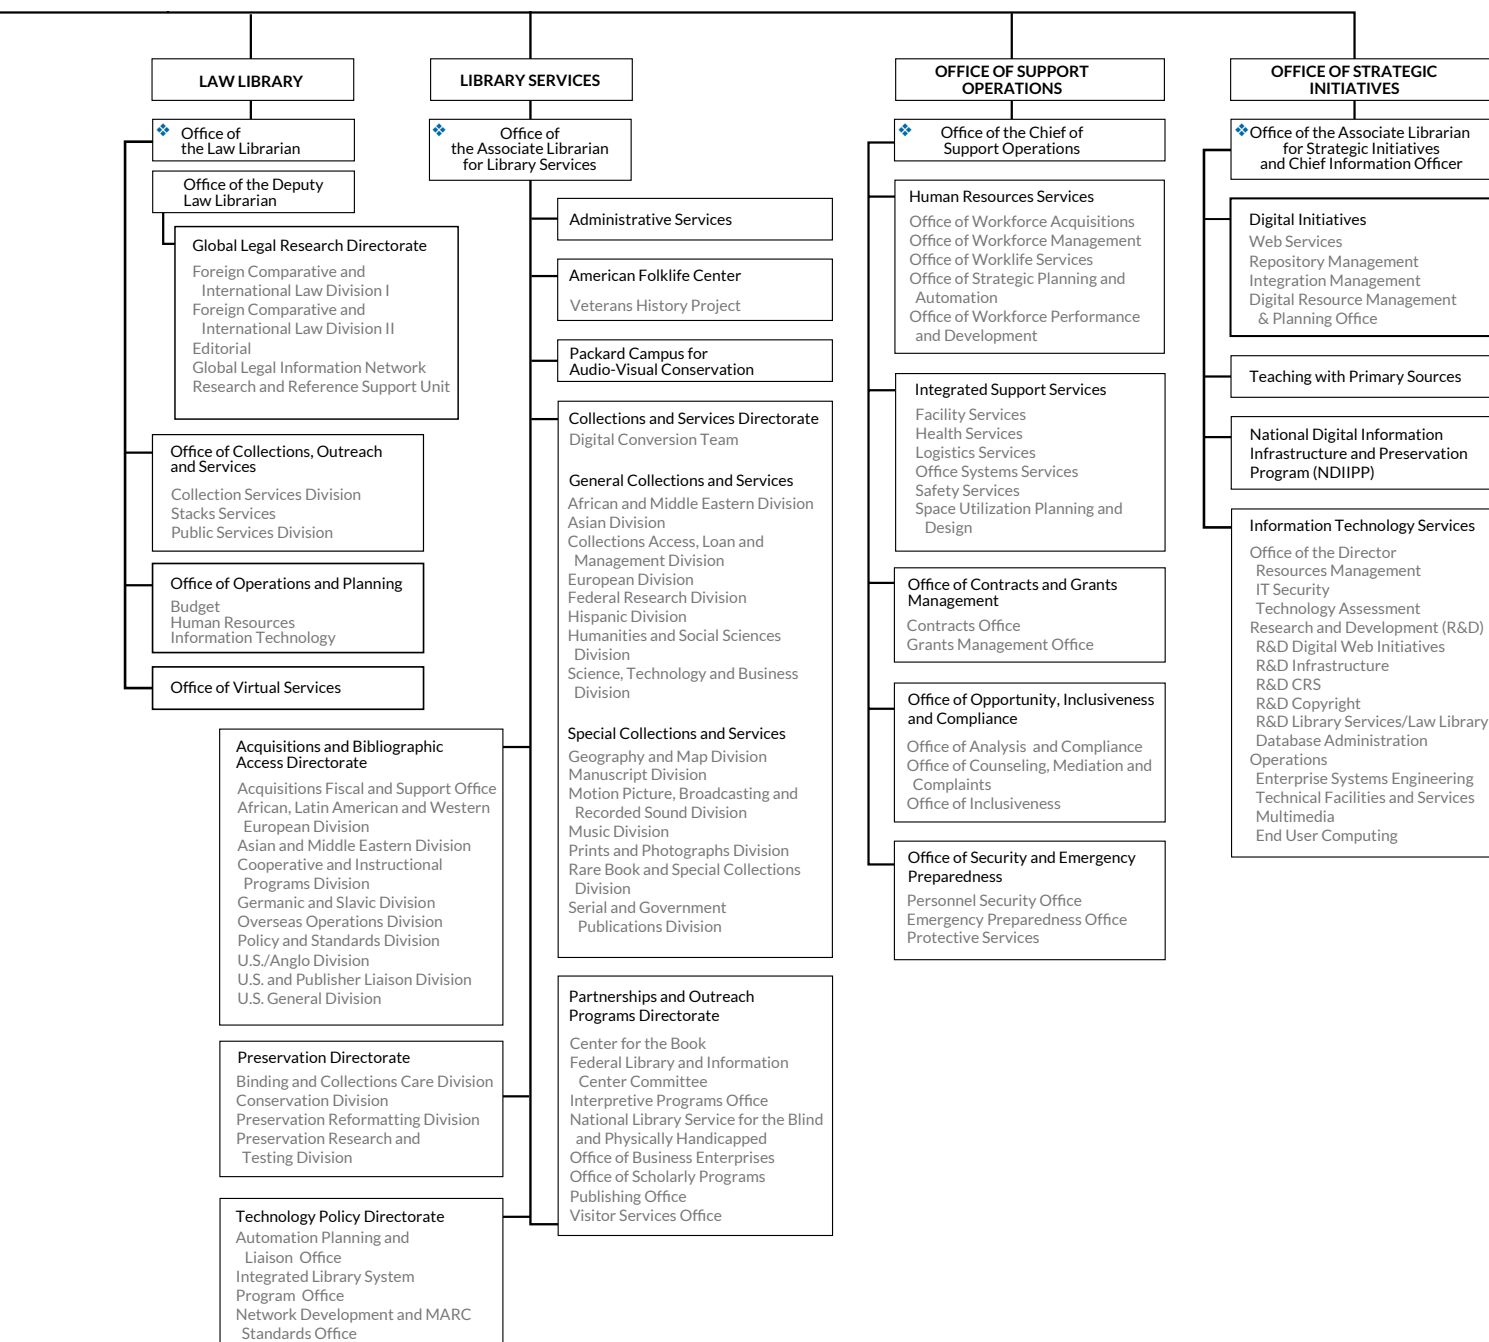 LAW LIBRARY
Office of
the Law Librarian
Office of the Deputy
Law Librarian
Global Legal Research Directorate
Foreign Comparative and
International Law Division I
Foreign Comparative and
International Law Division II
Editorial
Global Legal Information Network
Research and Reference Support Unit
Office of Collections, Outreach
and Services
Collection Services Division
Stacks Services
Public Services Division
Office of Operations and Planning
Budget
Human Resources
Information Technology
Office of Virtual Services
LIBRARY SERVICES
Office of
the Associate Librarian
for Library Services
Administrative Services
American Folklife Center
Veterans History Project
Packard Campus for
Audio-Visual Conservation
Collections and Services Directorate
Digital Conversion Team
General Collections and Services
African and Middle Eastern Division
Asian Division
Collections Access, Loan and
Management Division
European Division
Federal Research Division
Hispanic Division
Humanities and Social Sciences
Division
Science, Technology and Business
Division
Special Collections and Services
Geography and Map Division
Manuscript Division
Motion Picture, Broadcasting and
Recorded Sound Division
Music Division
Prints and Photographs Division
Rare Book and Special Collections
Division
Serial and Government
Publications Division
Acquisitions and Bibliographic
Access Directorate
Acquisitions Fiscal and Support Office
African, Latin American and Western
European Division
Asian and Middle Eastern Division
Cooperative and Instructional
Programs Division
Germanic and Slavic Division
Overseas Operations Division
Policy and Standards Division
U.S./Anglo Division
U.S. and Publisher Liaison Division
U.S. General Division
Preservation Directorate
Binding and Collections Care Division
Conservation Division
Preservation Reformatting Division
Preservation Research and
Testing Division
Technology Policy Directorate
Automation Planning and
Liaison Office
Integrated Library System
Program Office
Network Development and MARC
Standards Office
Partnerships and Outreach
Programs Directorate
Center for the Book
Federal Library and Information
Center Committee
Interpretive Programs Office
National Library Service for the Blind
and Physically Handicapped
Office of Business Enterprises
Office of Scholarly Programs
Publishing Office
Visitor Services Office
OFFICE OF SUPPORT
OPERATIONS
Office of the Chief of
Support Operations
Human Resources Services
Office of Workforce Acquisitions
Office of Workforce Management
Office of Worklife Services
Office of Strategic Planning and
Automation
Office of Workforce Performance
and Development
Integrated Support Services
Facility Services
Health Services
Logistics Services
Office Systems Services
Safety Services
Space Utilization Planning and
Design
Office of Contracts and Grants
Management
Contracts Office
Grants Management Office
Office of Opportunity, Inclusiveness
and Compliance
Office of Analysis and Compliance
Office of Counseling, Mediation and
Complaints
Office of Inclusiveness
Office of Security and Emergency
Preparedness
Personnel Security Office
Emergency Preparedness Office
Protective Services
OFFICE OF STRATEGIC
INITIATIVES
Office of the Associate Librarian
for Strategic Initiatives
and Chief Information Officer
Digital Initiatives
Web Services
Repository Management
Integration Management
Digital Resource Management
& Planning Office
Teaching with Primary Sources
National Digital Information
Infrastructure and Preservation
Program (NDIIPP)
Information Technology Services
Office of the Director
Resources Management
IT Security
Technology Assessment
Research and Development (R&D)
R&D Digital Web Initiatives
R&D Infrastructure
R&D CRS
R&D Copyright
R&D Library Services/Law Library
Database Administration
Operations
Enterprise Systems Engineering
Technical Facilities and Services
Multimedia
End User Computing